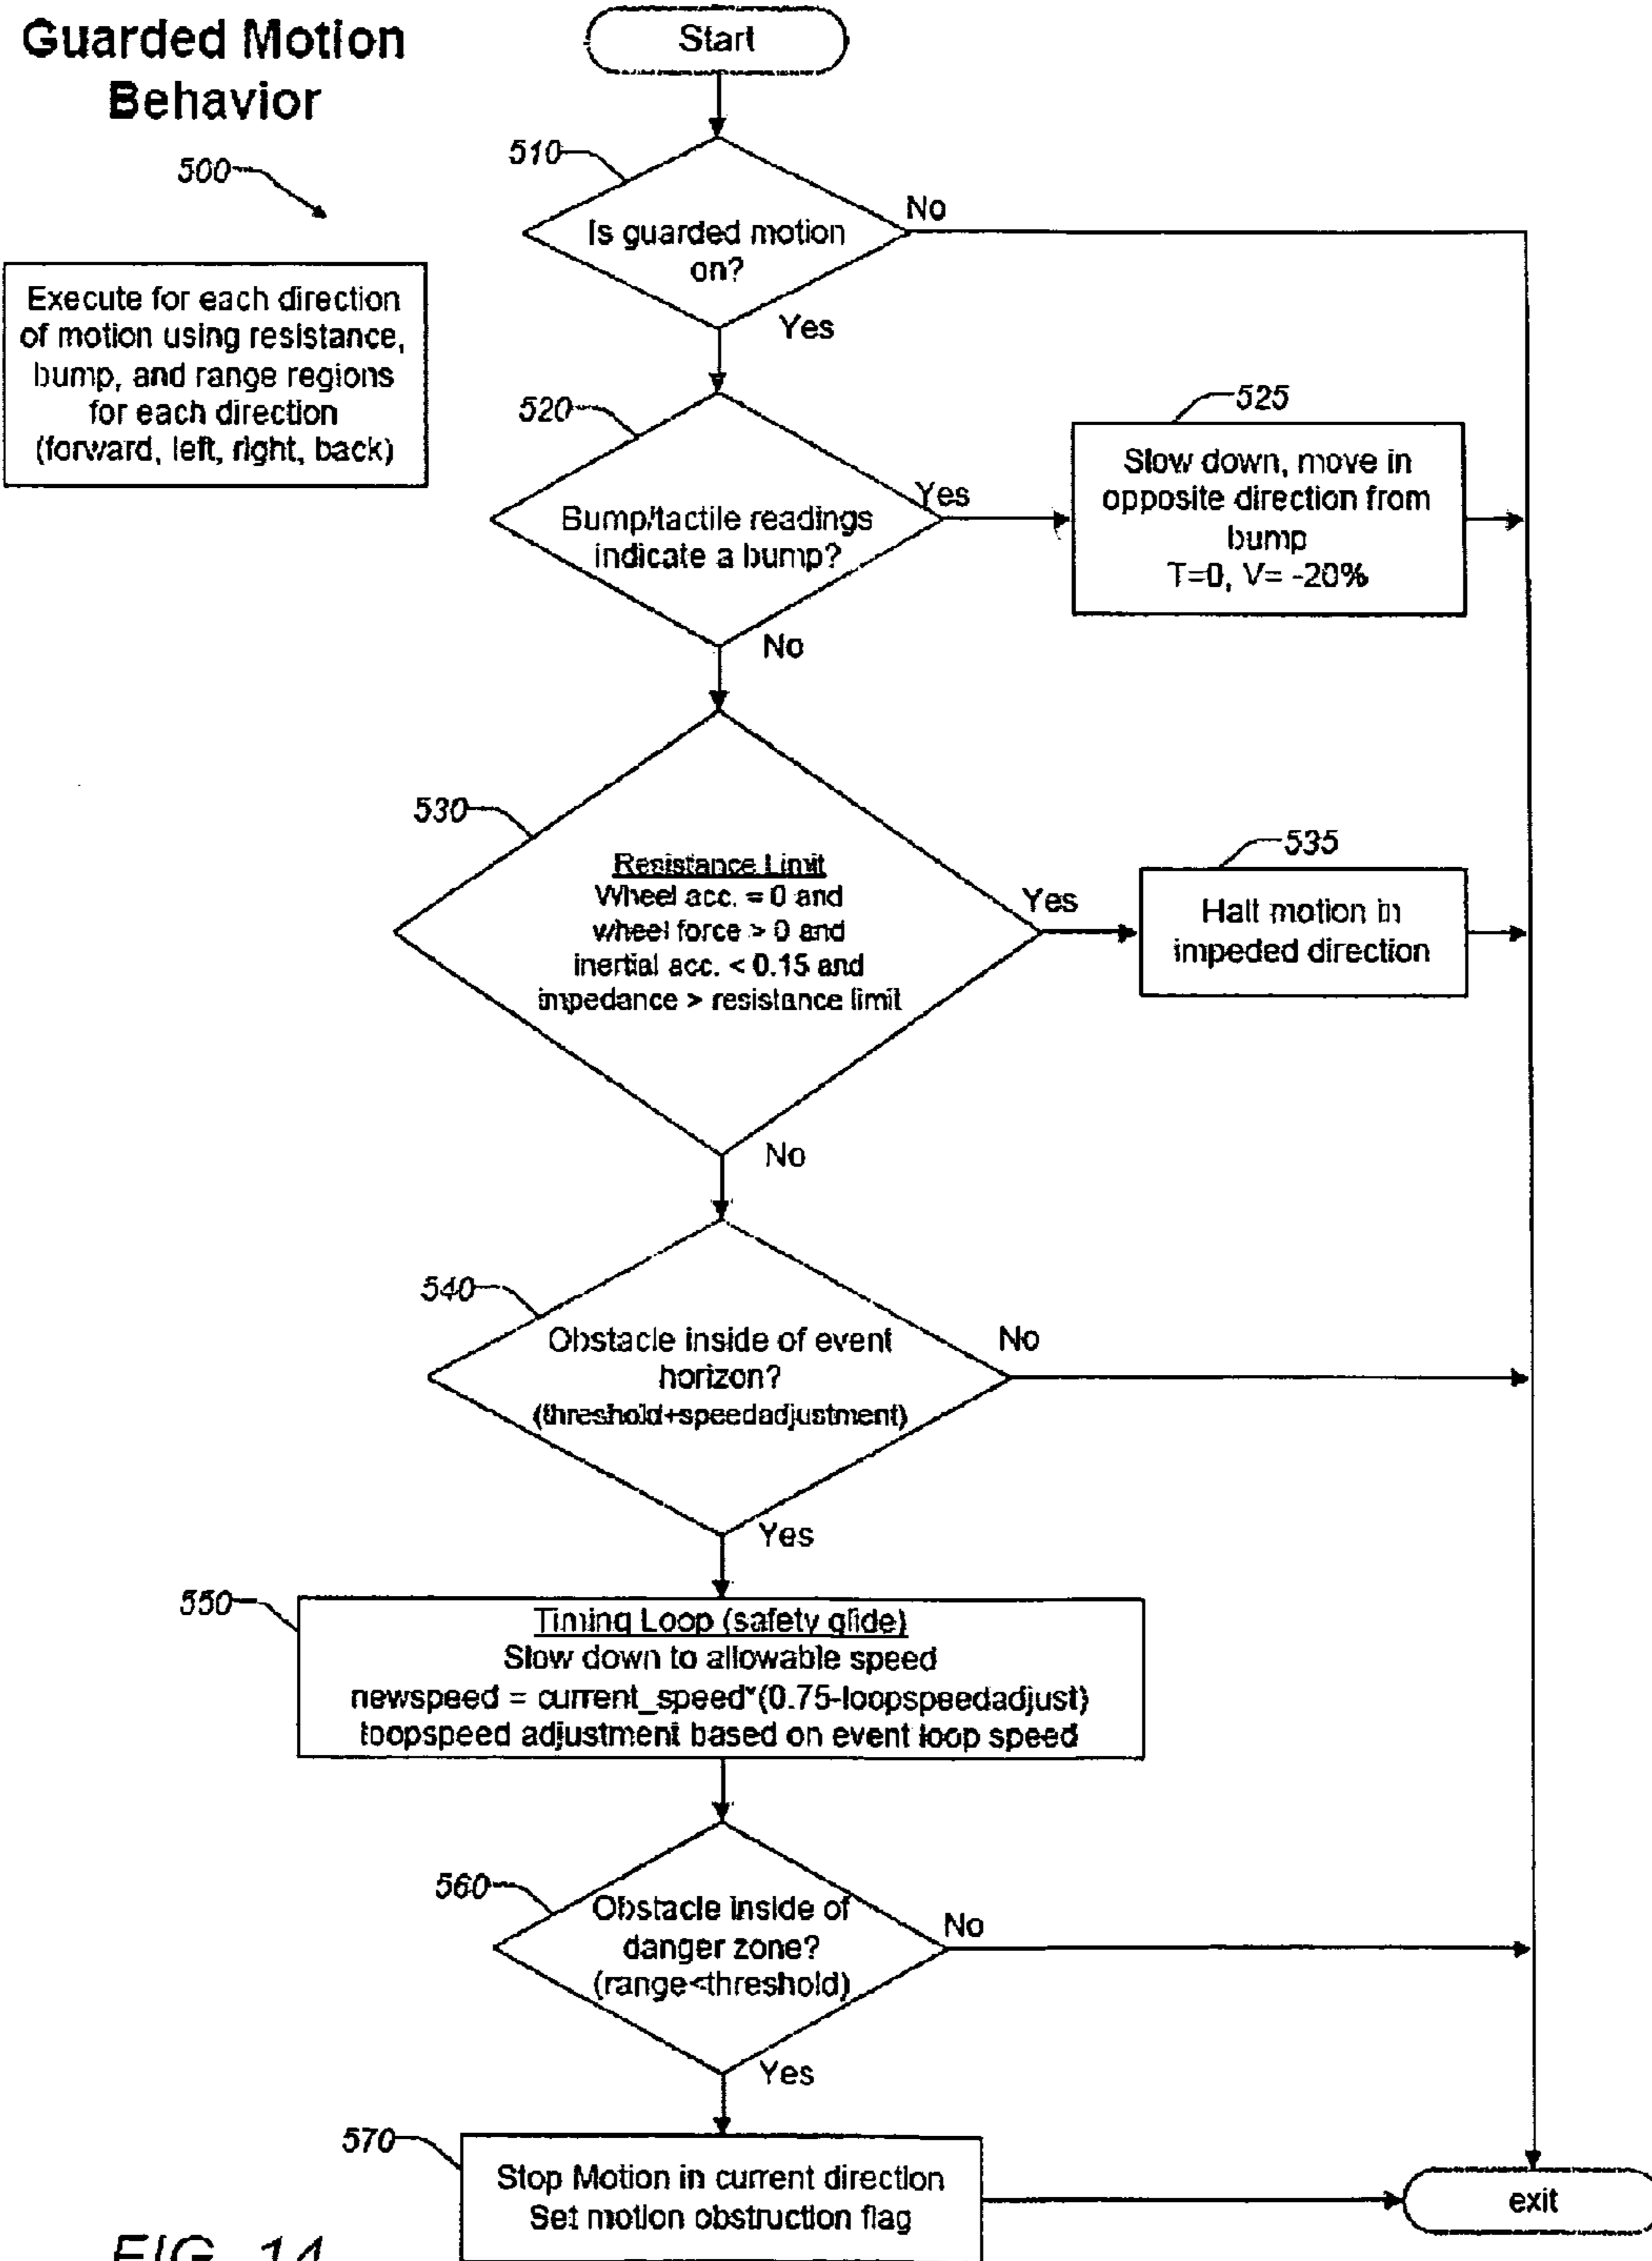 Guarded Motion
Behavior
500
Execute for each direction
of motion using resistance,
bump, and range regions
for each direction
(forward, left, right, back)
Start
510
Is guarded motion
on?
No
Yes
520
Bump/tactile readings
indicate a bump?
Yes
525
Slow down, move in
opposite direction from
bump
T=0, V= -20%
No
530
Resistance Limit
Wheel acc. = 0 and
wheel force > 0 and
inertial acc. < 0.15 and
impedance > resistance limit
Yes
535
Halt motion in
impeded direction
No
540
Obstacle inside of event
horizon?
(threshold+speedadjustment)
No
Yes
550
Timing Loop (safety glide)
Slow down to allowable speed
newspeed = current_speed*(0.75-loopspeedadjust)
loopspeed adjustment based on event loop speed
560
Obstacle inside of
danger zone?
(range<threshold)
No
Yes
570
Stop Motion in current direction
Set motion obstruction flag
exit
FIG. 14